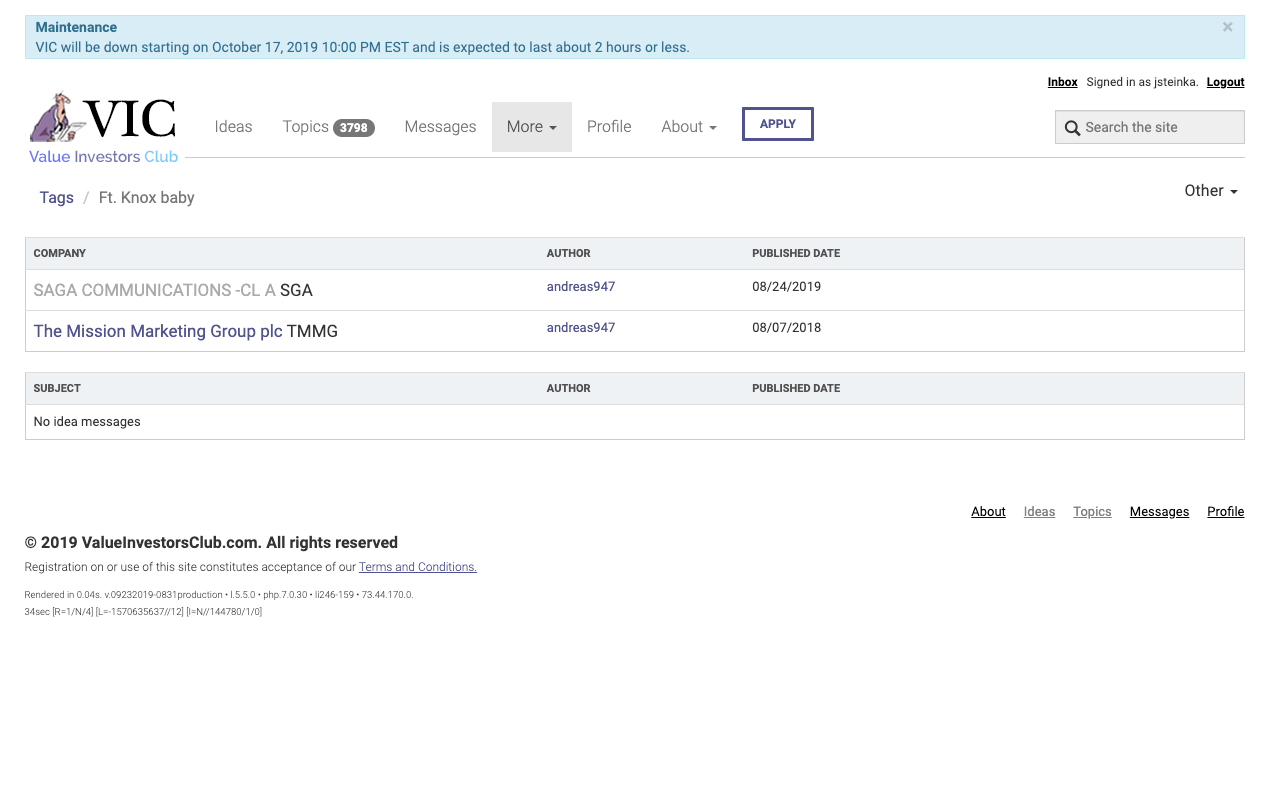 Maintenance
×
VIC will be down starting on October 17, 2019 10:00 PM EST and is expected to last about 2 hours or less.
Inbox Signed in as jsteinka. Logout
VIC
Value Investors Club
Ideas Topics 3798 Messages More Profile About APPLY
Search the site
Tags / Ft. Knox baby
Other
COMPANY AUTHOR PUBLISHED DATE
SAGA COMMUNICATIONS -CL A SGA andreas947 08/24/2019
The Mission Marketing Group plc TMMG andreas947 08/07/2018
SUBJECT AUTHOR PUBLISHED DATE
No idea messages
About Ideas Topics Messages Profile
© 2019 ValueInvestorsClub.com. All rights reserved
Registration on or use of this site constitutes acceptance of our Terms and Conditions.
Rendered in 0.04s. v.09232019-0831production • l.5.5.0 • php.7.0.30 • li246-159 • 73.44.170.0.
34sec [R=1/N/4] [L=-1570635637//12] [I=N//144780/1/0]